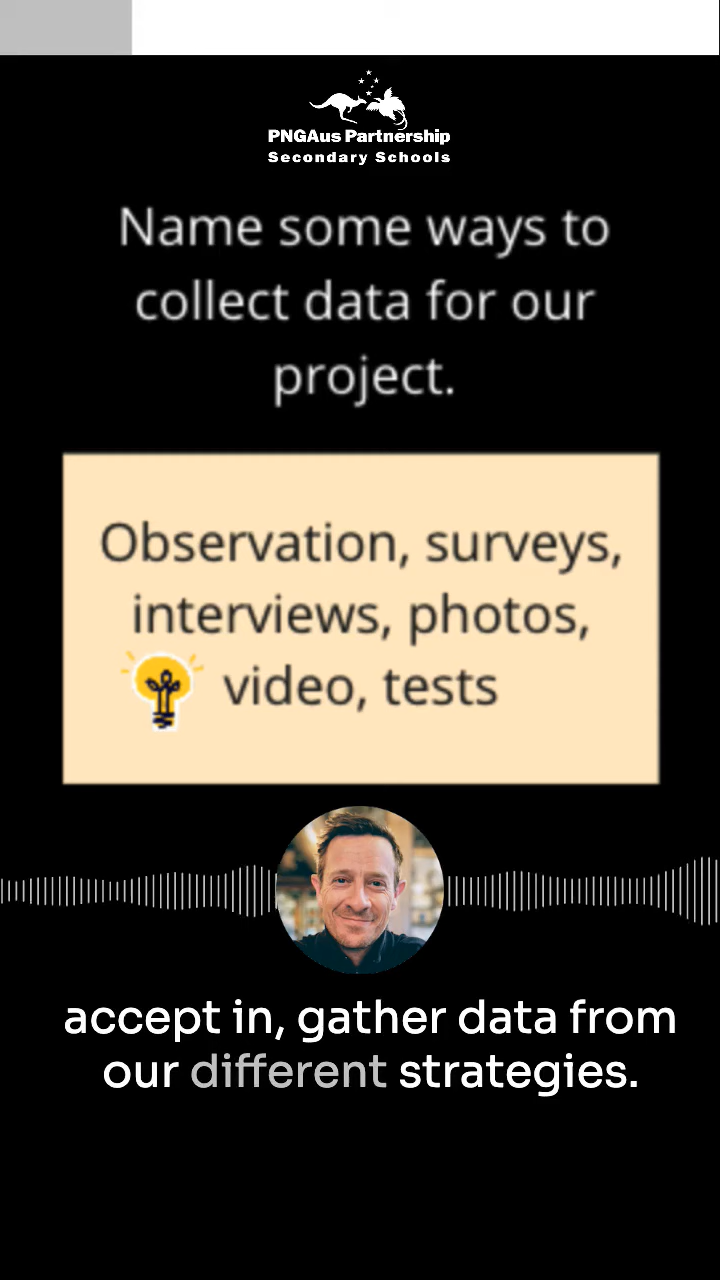 PNGAus Partnership
Secondary Schools
Name some ways to
collect data for our
project.
Observation, surveys,
interviews, photos,
video, tests
accept in, gather data from
our different strategies.